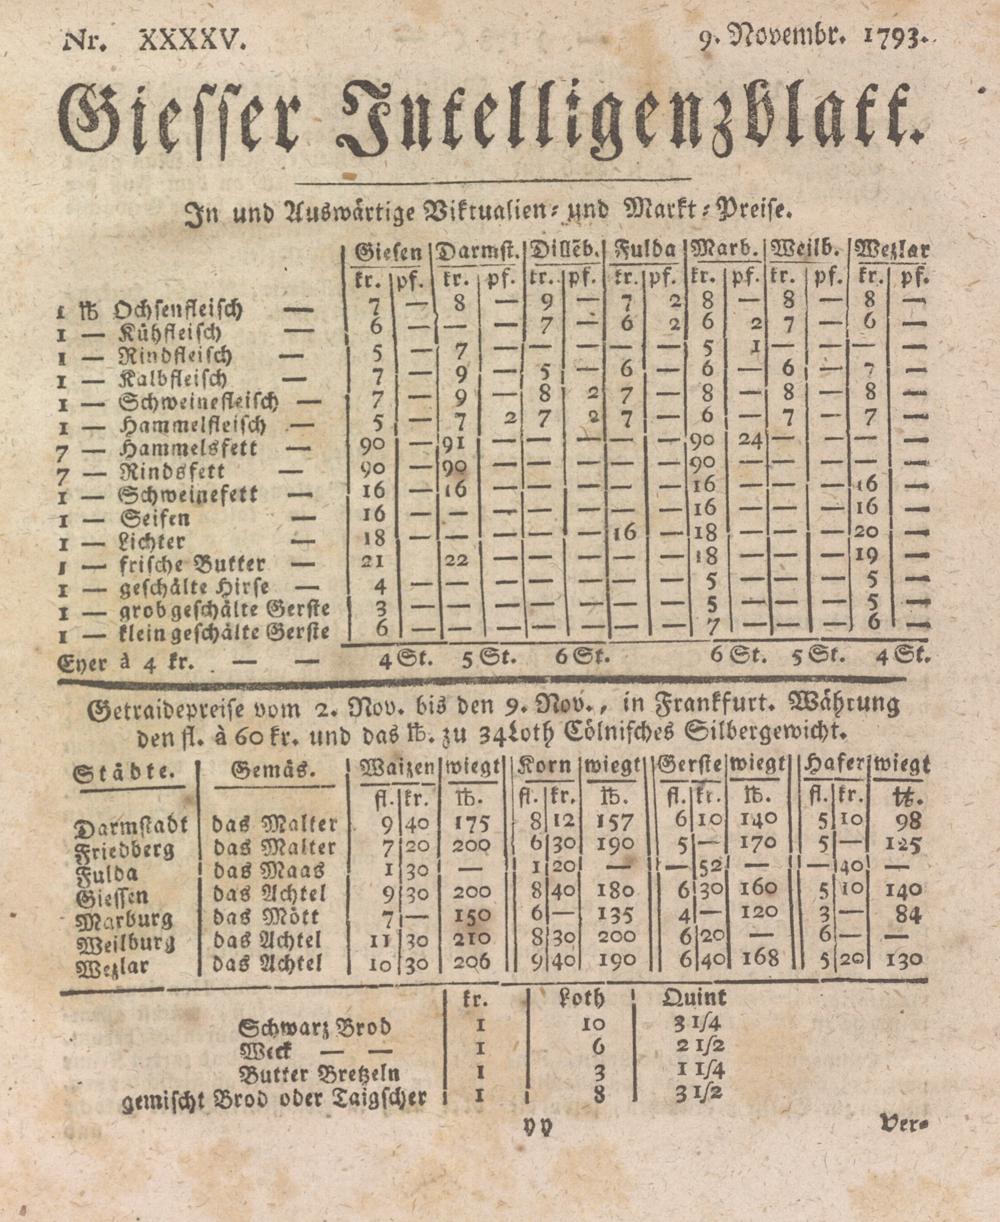 Nr. XXXXV. 9. Novembr. 1793.
Giesser Intelligenzblatt.
In und Auswärtige Viktualien- und Markt-Preise.
Giesen Darmst. Dillēb. Fulda Marb. Weilb. Wezlar
kr. pf. kr. pf. kr. pf. kr. pf. kr. pf. kr. pf. kr. pf.
1 ℔ Ochsenfleisch — 7 — 8 — 9 — 7 2 8 — 8 — 8 —
1 — Kühfleisch — 6 — — — 7 — 6 2 6 2 7 — 6 —
1 — Rindfleisch — 5 — 7 — — — — — 5 1 — — — —
1 — Kalbfleisch — 7 — 9 — 5 — 6 — 6 — 6 — 7 —
1 — Schweinefleisch — 7 — 9 — 8 2 7 — 8 — 8 — 8 —
1 — Hammelfleisch — 5 — 7 2 7 2 7 — 6 — 7 — 7 —
7 — Hammelsfett — 90 — 91 — — — — — 90 24 — — — —
7 — Rindsfett — 90 — 90 — — — — — 90 — — — — —
1 — Schweinefett — 16 — 16 — — — — — 16 — — — 16 —
1 — Seifen — 16 — — — — — — — 16 — — — 16 —
1 — Lichter — 18 — — — — — 16 — 18 — — — 20 —
1 — frische Butter — 21 22 — — — — — 18 — — — 19 —
1 — geschälte Hirse — 4 — — — — — — — 5 — — — 5 —
1 — grob geschälte Gerste 3 — — — — — — — 5 — — — 5 —
1 — klein geschälte Gerste 6 — — — — — — — 7 — — — 6 —
Eyer à 4 kr. — — 4 St. 5 St. 6 St. 6 St. 5 St. 4 St.
Getraidepreise vom 2. Nov. bis den 9. Nov., in Frankfurt. Währung
den fl. à 60 kr. und das ℔. zu 34 Loth Cölnisches Silbergewicht.
Städte. Gemäs. Waizen wiegt Korn wiegt Gerste wiegt Hafer wiegt
fl. kr. ℔. fl. kr. ℔. fl. kr. ℔. fl. kr. ℔.
Darmstadt das Malter 9 40 175 8 12 157 6 10 140 5 10 98
Friedberg das Malter 7 20 200 6 30 190 5 — 170 5 — 125
Fulda das Maas 1 30 — 1 20 — — 52 — — 40 —
Giessen das Achtel 9 30 200 8 40 180 6 30 160 5 10 140
Marburg das Mött 7 — 150 6 — 135 4 — 120 3 — 84
Weilburg das Achtel 11 30 210 8 30 200 6 20 — 6 — —
Wezlar das Achtel 10 30 206 9 40 190 6 40 168 5 20 130
kr. Loth Quint
Schwarz Brod 1 10 3 1/4
Weck — — 1 6 2 1/2
Butter Bretzeln 1 3 1 1/4
gemischt Brod oder Taigscher 1 8 3 1/2
yy Ver-